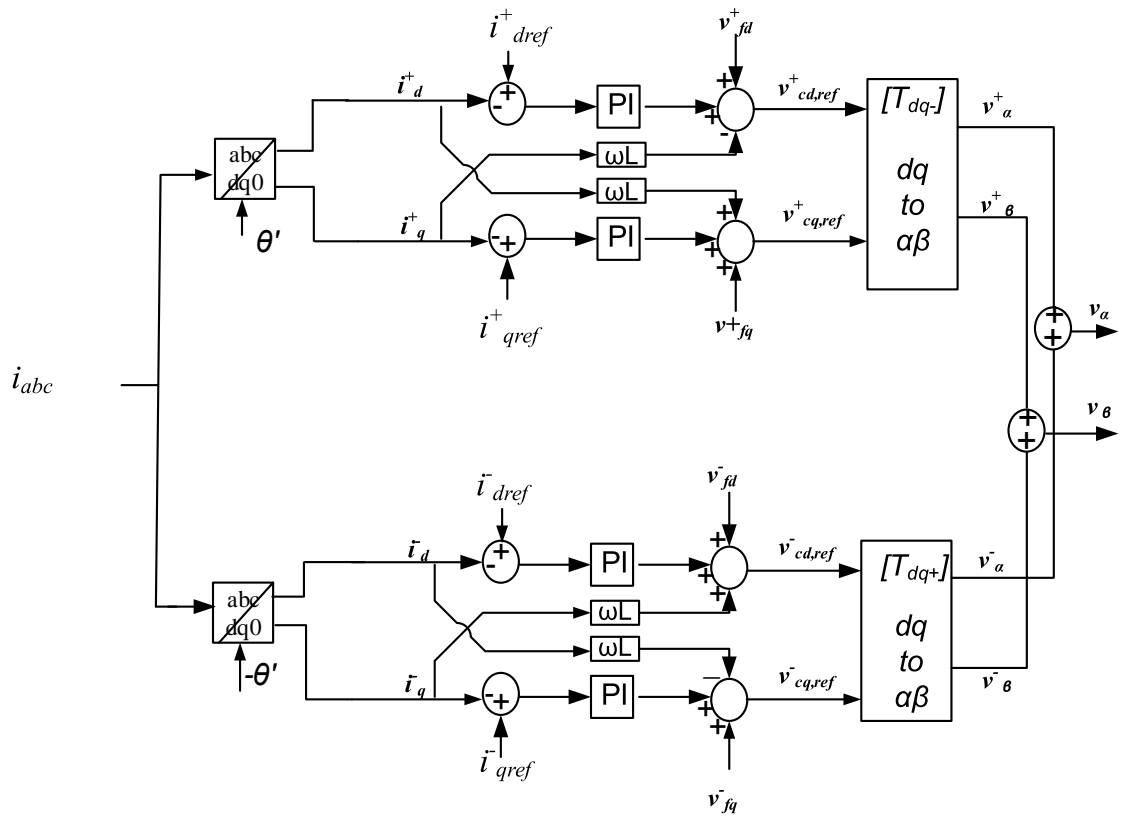 i+dref
v+fd
i+d
+
-
PI
+
+
-
v+cd,ref
[Tdq-]
v+α
abc
dq0
θ'
ωL
ωL
dq
to
αβ
i+q
-
+
PI
+
+
+
v+cq,ref
v+β
i+qref
v+fq
+
+
vα
iabc
+
+
vβ
i-dref
v-fd
i-d
+
-
PI
+
+
+
v-cd,ref
[Tdq+]
v-α
abc
dq0
-θ'
ωL
ωL
dq
to
αβ
i-q
-
+
PI
–
+
+
v-cq,ref
v-β
i-qref
v-fq